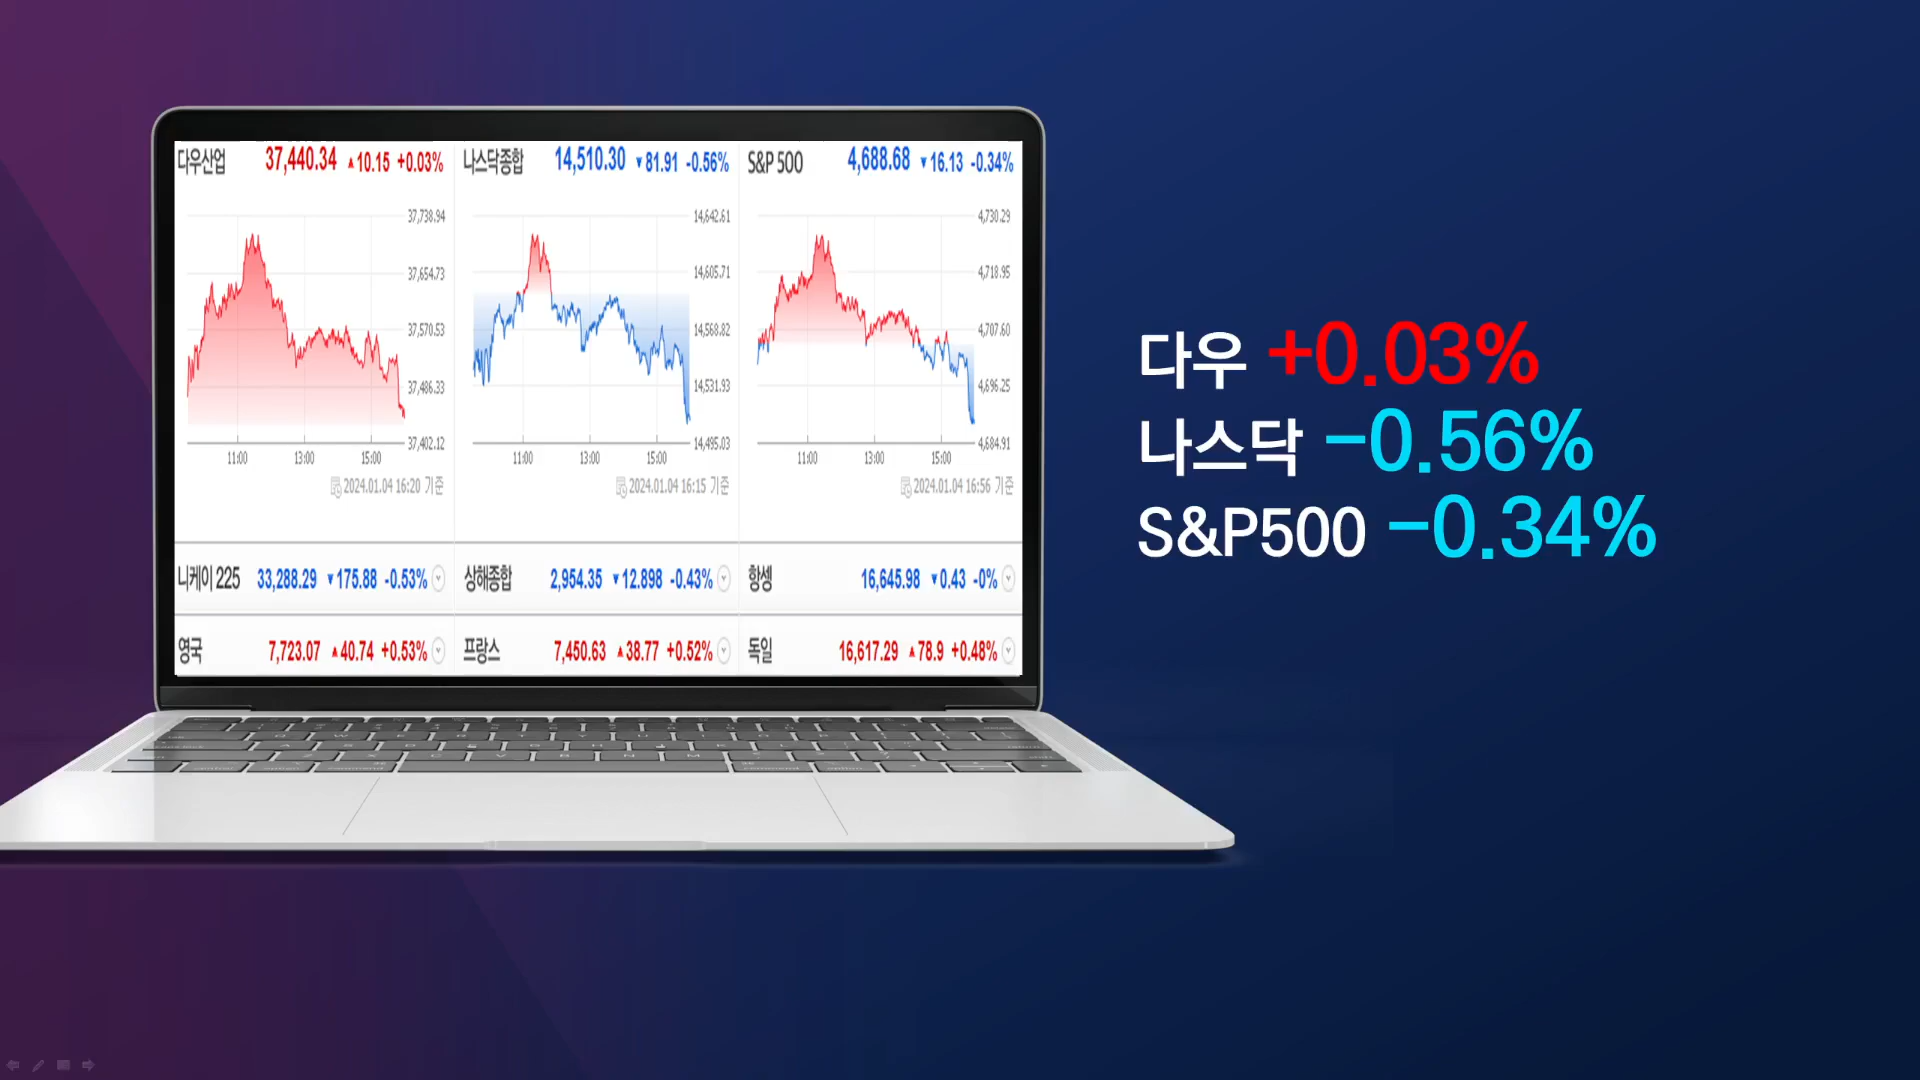 다우산업 37,440.34 ▲10.15 +0.03%
37,738.94
37,654.73
37,570.53
37,486.33
37,402.12
11:00 13:00 15:00
2024.01.04 16:20 기준
나스닥종합 14,510.30 ▼81.91 -0.56%
14,642.61
14,605.71
14,568.82
14,531.93
14,495.03
11:00 13:00 15:00
2024.01.04 16:15 기준
S&P 500 4,688.68 ▼16.13 -0.34%
4,730.29
4,718.95
4,707.60
4,696.25
4,684.91
11:00 13:00 15:00
2024.01.04 16:56 기준
니케이 225 33,288.29 ▼175.88 -0.53%
상해종합 2,954.35 ▼12.898 -0.43%
항셍 16,645.98 ▼0.43 -0%
영국 7,723.07 ▲40.74 +0.53%
프랑스 7,450.63 ▲38.77 +0.52%
독일 16,617.29 ▲78.9 +0.48%
다우 +0.03%
나스닥 -0.56%
S&P500 -0.34%